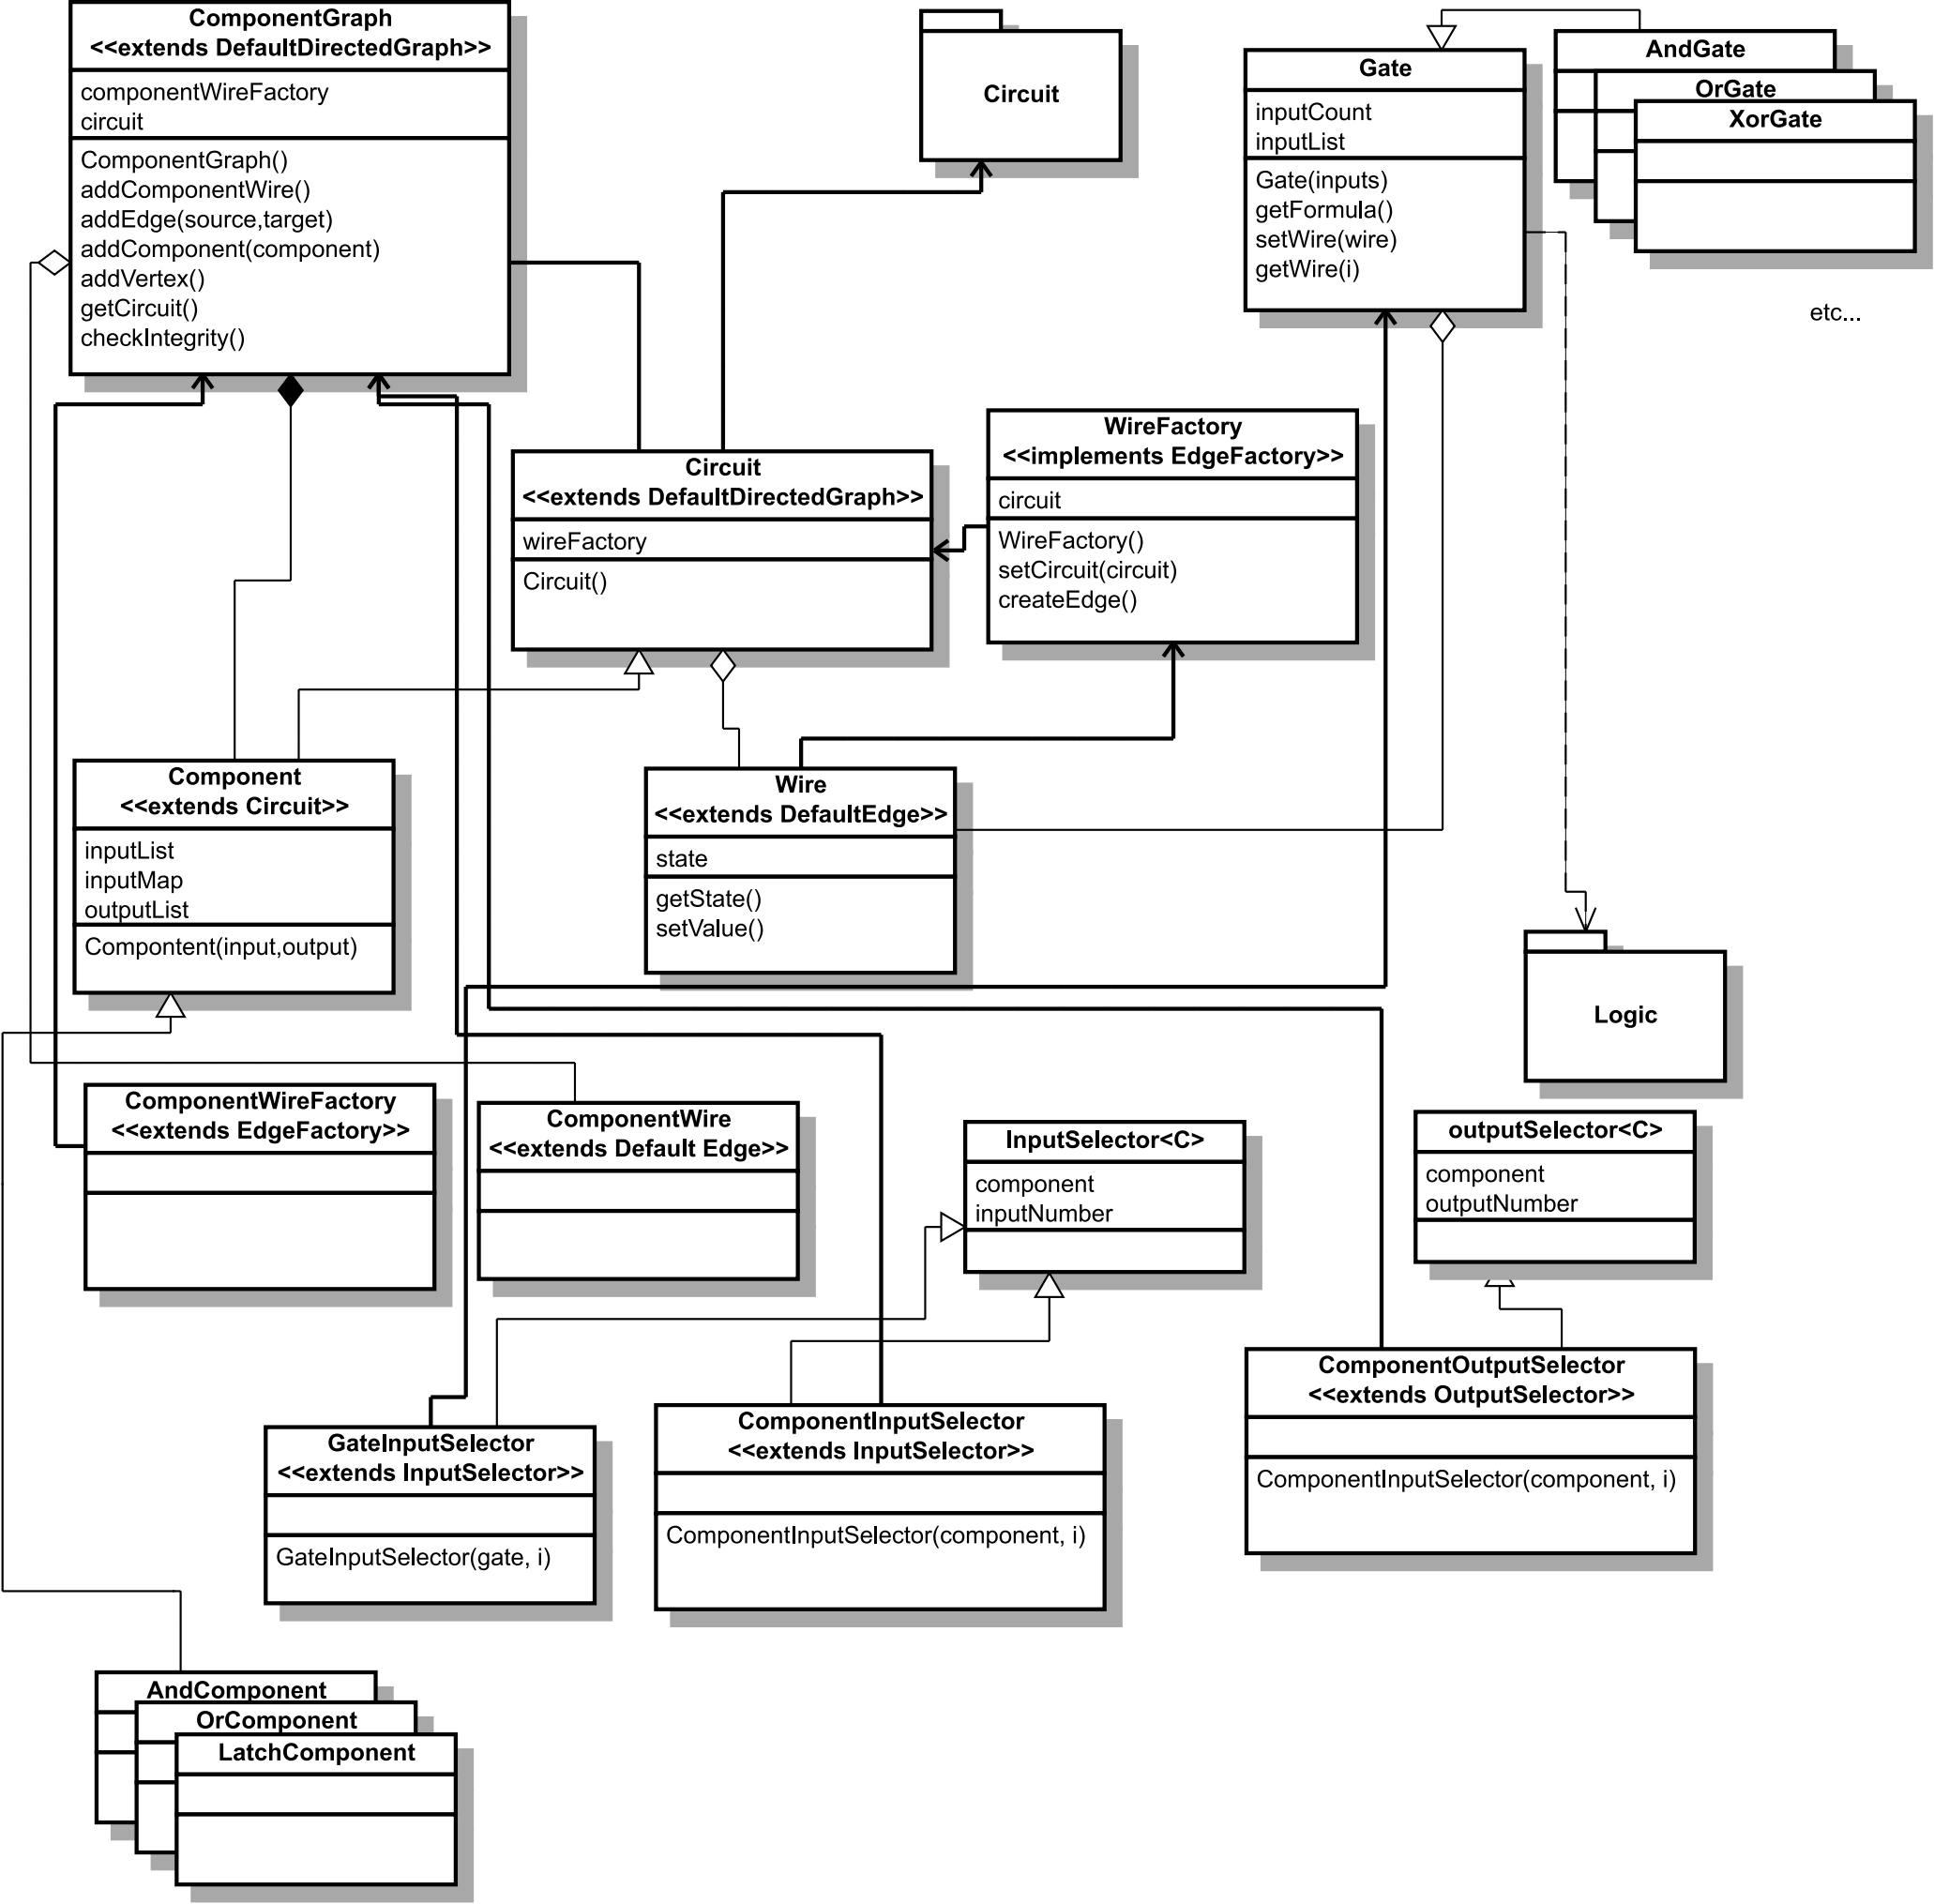 ComponentGraph
<<extends DefaultDirectedGraph>>
componentWireFactory
circuit
ComponentGraph()
addComponentWire()
addEdge(source,target)
addComponent(component)
addVertex()
getCircuit()
checkIntegrity()
Circuit
Gate
inputCount
inputList
Gate(inputs)
getFormula()
setWire(wire)
getWire(i)
AndGate
OrGate
XorGate
etc...
Circuit
<<extends DefaultDirectedGraph>>
wireFactory
Circuit()
WireFactory
<<implements EdgeFactory>>
circuit
WireFactory()
setCircuit(circuit)
createEdge()
Component
<<extends Circuit>>
inputList
inputMap
outputList
Compontent(input,output)
Wire
<<extends DefaultEdge>>
state
getState()
setValue()
Logic
ComponentWireFactory
<<extends EdgeFactory>>
ComponentWire
<<extends Default Edge>>
InputSelector<C>
component
inputNumber
outputSelector<C>
component
outputNumber
GateInputSelector
<<extends InputSelector>>
GateInputSelector(gate, i)
ComponentInputSelector
<<extends InputSelector>>
ComponentInputSelector(component, i)
ComponentOutputSelector
<<extends OutputSelector>>
ComponentInputSelector(component, i)
AndComponent
OrComponent
LatchComponent